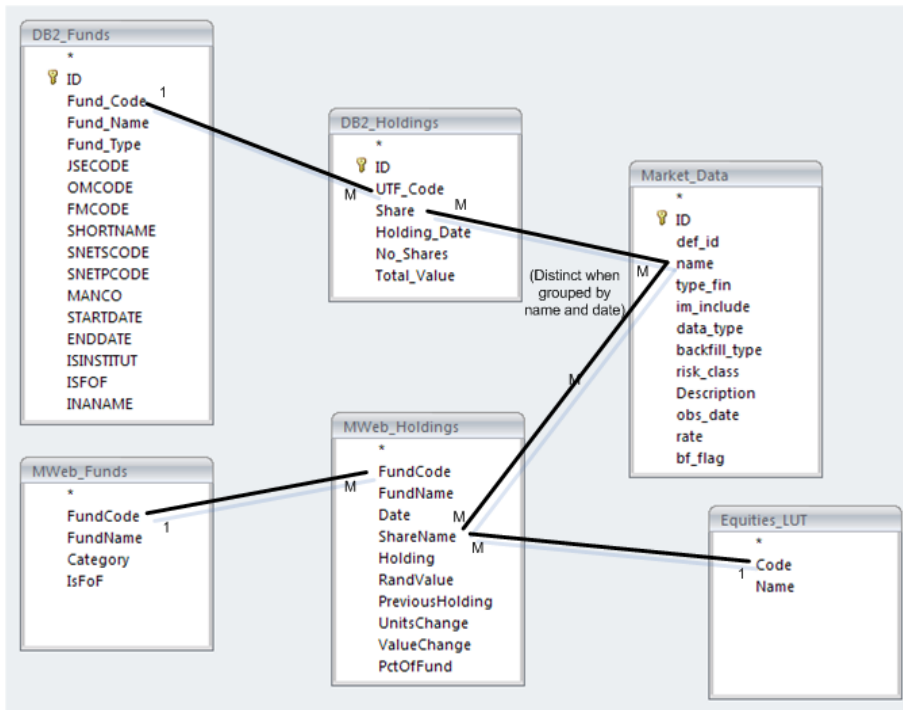 DB2_Funds
*
ID
Fund_Code
1
Fund_Name
Fund_Type
JSECODE
OMCODE
FMCODE
SHORTNAME
SNETSCODE
SNETPCODE
MANCO
STARTDATE
ENDDATE
ISINSTITUT
ISFOF
INANAME
DB2_Holdings
*
ID
M
UTF_Code
Share
M
Holding_Date
No_Shares
Total_Value
Market_Data
*
ID
def_id
name
M
type_fin
im_include
data_type
backfill_type
risk_class
Description
obs_date
rate
bf_flag
(Distinct when
grouped by
name and date)
M
MWeb_Funds
*
FundCode
1
FundName
Category
IsFoF
MWeb_Holdings
*
M
FundCode
FundName
Date
M
ShareName
M
Holding
RandValue
PreviousHolding
UnitsChange
ValueChange
PctOfFund
Equities_LUT
*
1
Code
Name